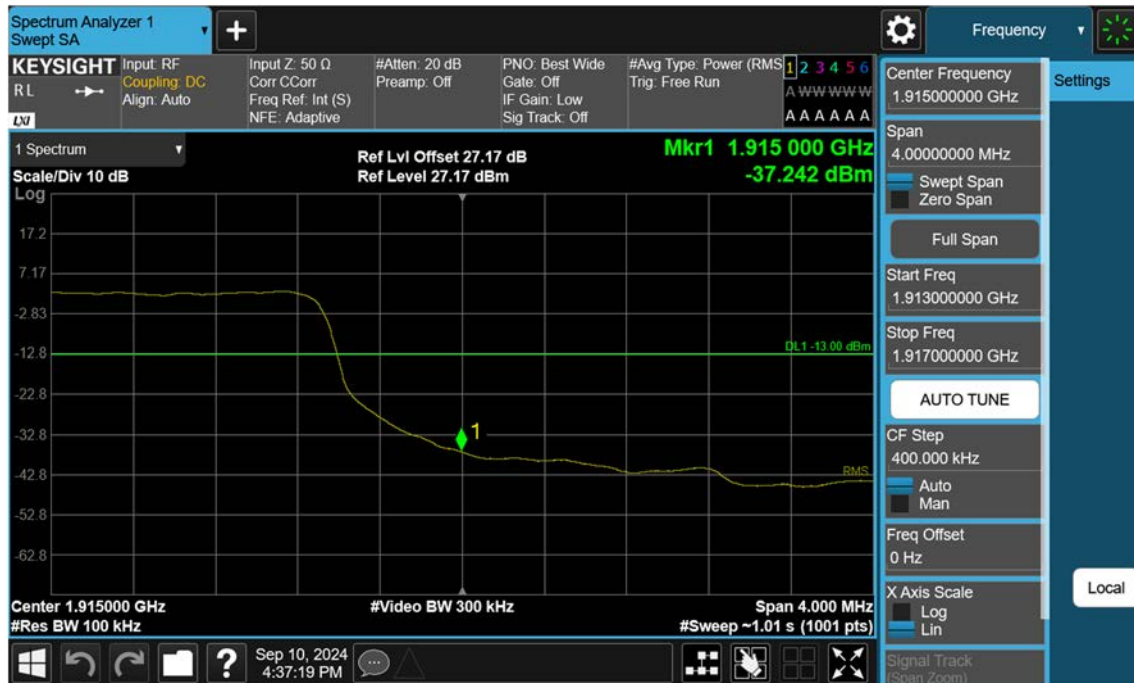 Spectrum Analyzer 1
Swept SA
Frequency
KEYSIGHT
R L
LXI
Input: RF
Coupling: DC
Align: Auto
Input Z: 50 Ω
Corr CCorr
Freq Ref: Int (S)
NFE: Adaptive
#Atten: 20 dB
Preamp: Off
PNO: Best Wide
Gate: Off
IF Gain: Low
Sig Track: Off
#Avg Type: Power (RMS
Trig: Free Run
1 2 3 4 5 6
A W W W W W
A A A A A A
1 Spectrum
Scale/Div 10 dB
Ref Lvl Offset 27.17 dB
Ref Level 27.17 dBm
Mkr1 1.915 000 GHz
-37.242 dBm
Log
17.2
7.17
-2.83
-12.8
-22.8
-32.8
-42.8
-52.8
-62.8
DL1 -13.00 dBm
1
RMS
Center 1.915000 GHz
#Video BW 300 kHz
Span 4.000 MHz
#Res BW 100 kHz
#Sweep ~1.01 s (1001 pts)
Center Frequency
1.915000000 GHz
Settings
Span
4.00000000 MHz
Swept Span
Zero Span
Full Span
Start Freq
1.913000000 GHz
Stop Freq
1.917000000 GHz
AUTO TUNE
CF Step
400.000 kHz
Auto
Man
Freq Offset
0 Hz
X Axis Scale
Log
Lin
Local
Signal Track
(Span Zoom)
?
Sep 10, 2024
4:37:19 PM